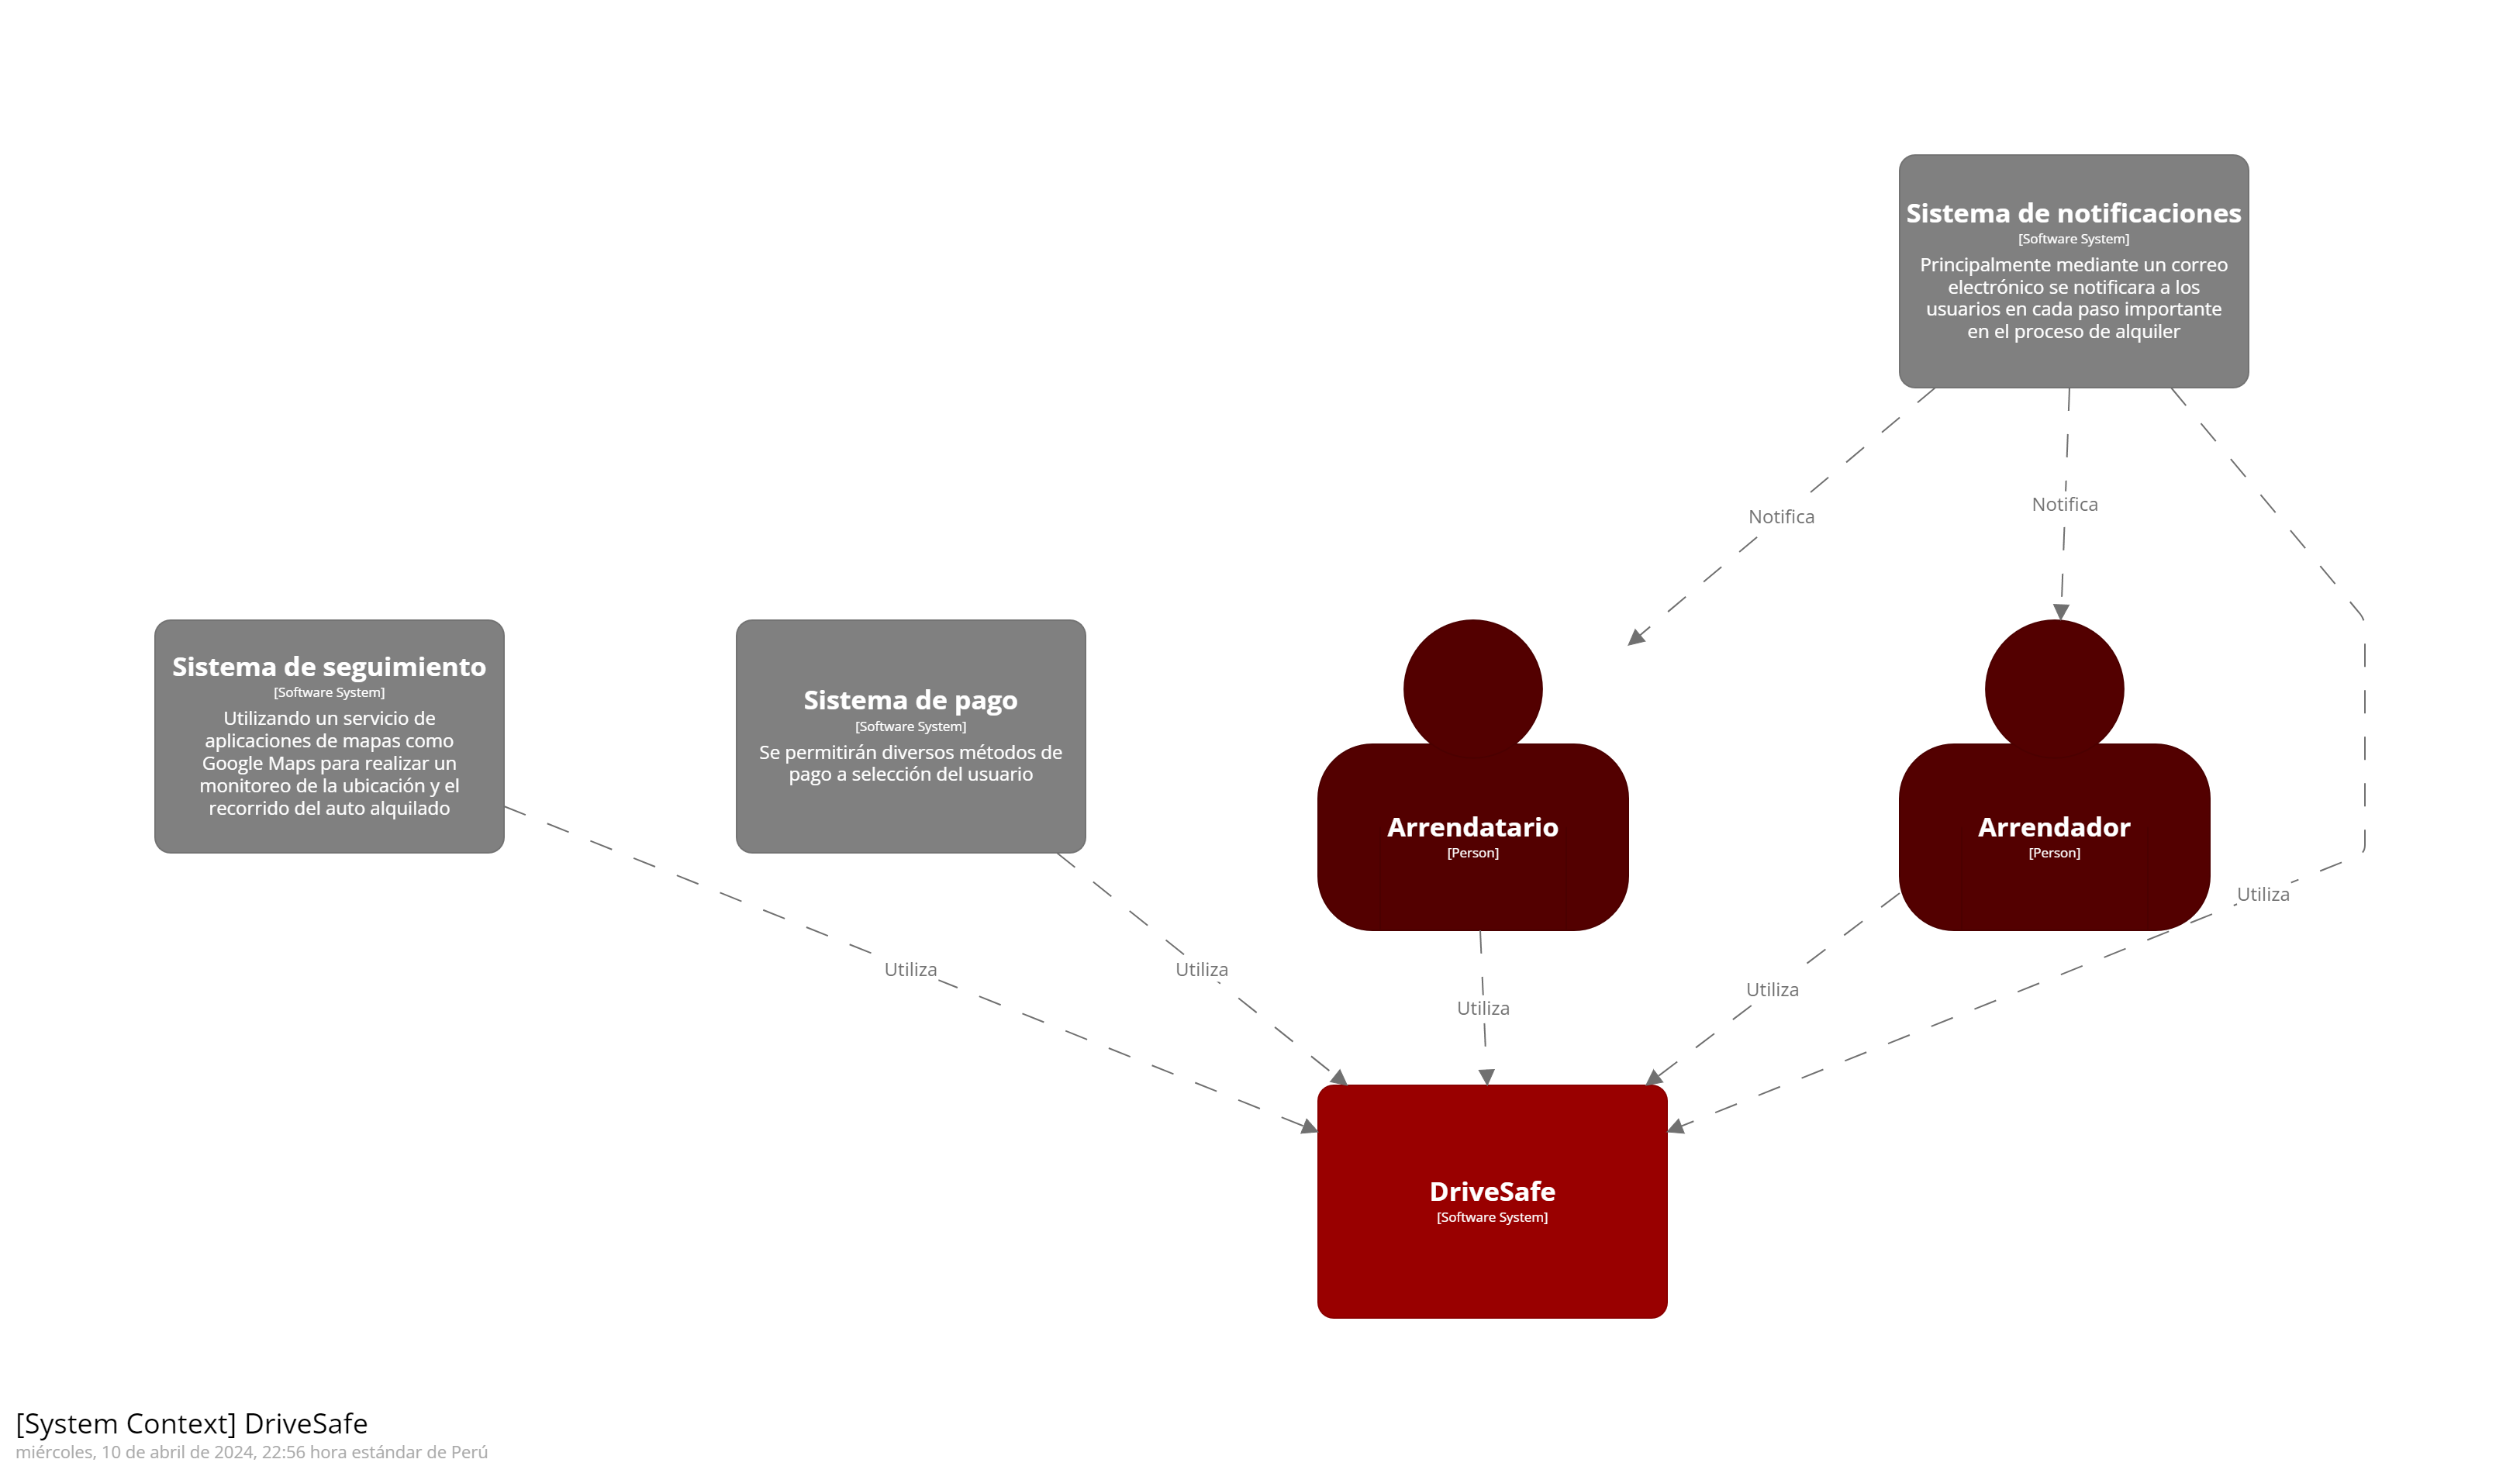 Sistema de notificaciones
[Software System]
Principalmente mediante un correo
electrónico se notificara a los
usuarios en cada paso importante
en el proceso de alquiler
Notifica
Notifica
Sistema de seguimiento
[Software System]
Utilizando un servicio de
aplicaciones de mapas como
Google Maps para realizar un
monitoreo de la ubicación y el
recorrido del auto alquilado
Sistema de pago
[Software System]
Se permitirán diversos métodos de
pago a selección del usuario
Arrendatario
[Person]
Arrendador
[Person]
Utiliza
Utiliza
Utiliza
Utiliza
Utiliza
DriveSafe
[Software System]
[System Context] DriveSafe
miércoles, 10 de abril de 2024, 22:56 hora estándar de Perú